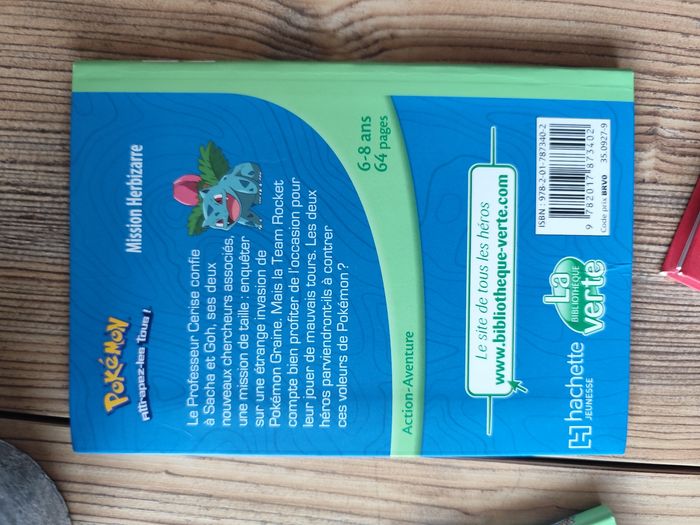 POKÉMON
Attrapez-les Tous !
Mission Herbizarre
Le Professeur Cerise confie
à Sacha et Goh, ses deux
nouveaux chercheurs associés,
une mission de taille : enquêter
sur une étrange invasion de
Pokémon Graine. Mais la Team Rocket
compte bien profiter de l'occasion pour
leur jouer de mauvais tours. Les deux
héros parviendront-ils à contrer
ces voleurs de Pokémon ?
6-8 ans
64 pages
Action-Aventure
Le site de tous les héros
www.bibliotheque-verte.com
ISBN : 978-2-01-787340-2
9 782017 873402
Code prix BRVO 35.0927-9
La
BIBLIOTHÈQUE
verte
hachette
JEUNESSE